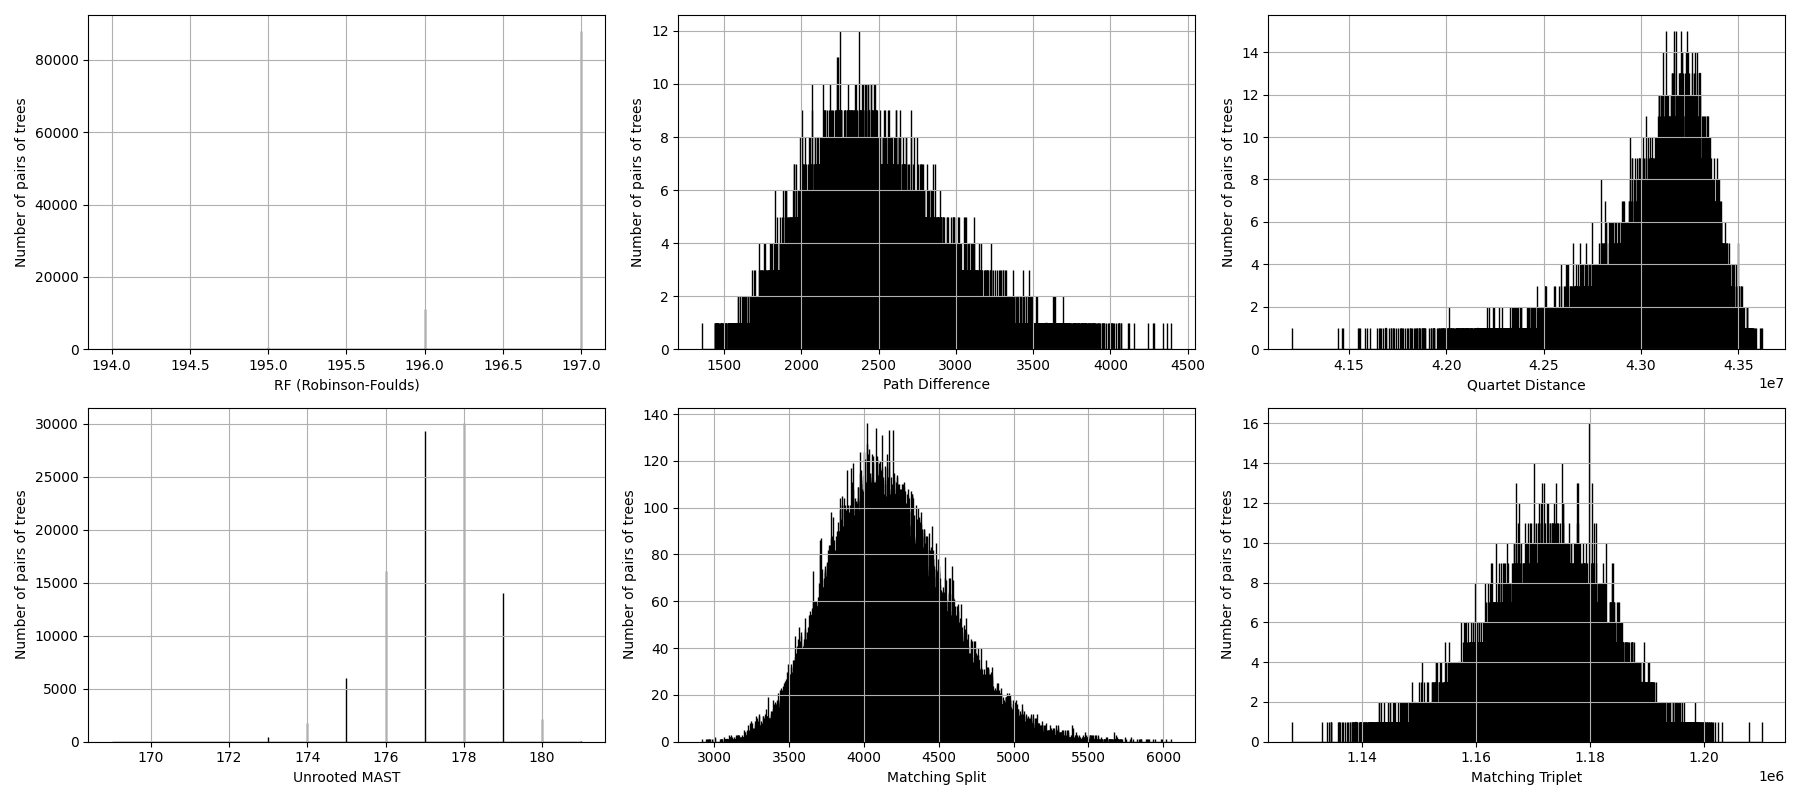 Number of pairs of trees
80000
60000
40000
20000
0
194.0 194.5 195.0 195.5 196.0 196.5 197.0
RF (Robinson-Foulds)
Number of pairs of trees
12
10
8
6
4
2
0
1500 2000 2500 3000 3500 4000 4500
Path Difference
Number of pairs of trees
14
12
10
8
6
4
2
0
4.15 4.20 4.25 4.30 4.35
1e7
Quartet Distance
Number of pairs of trees
30000
25000
20000
15000
10000
5000
0
170 172 174 176 178 180
Unrooted MAST
Number of pairs of trees
140
120
100
80
60
40
20
0
3000 3500 4000 4500 5000 5500 6000
Matching Split
Number of pairs of trees
16
14
12
10
8
6
4
2
0
1.14 1.16 1.18 1.20
1e6
Matching Triplet